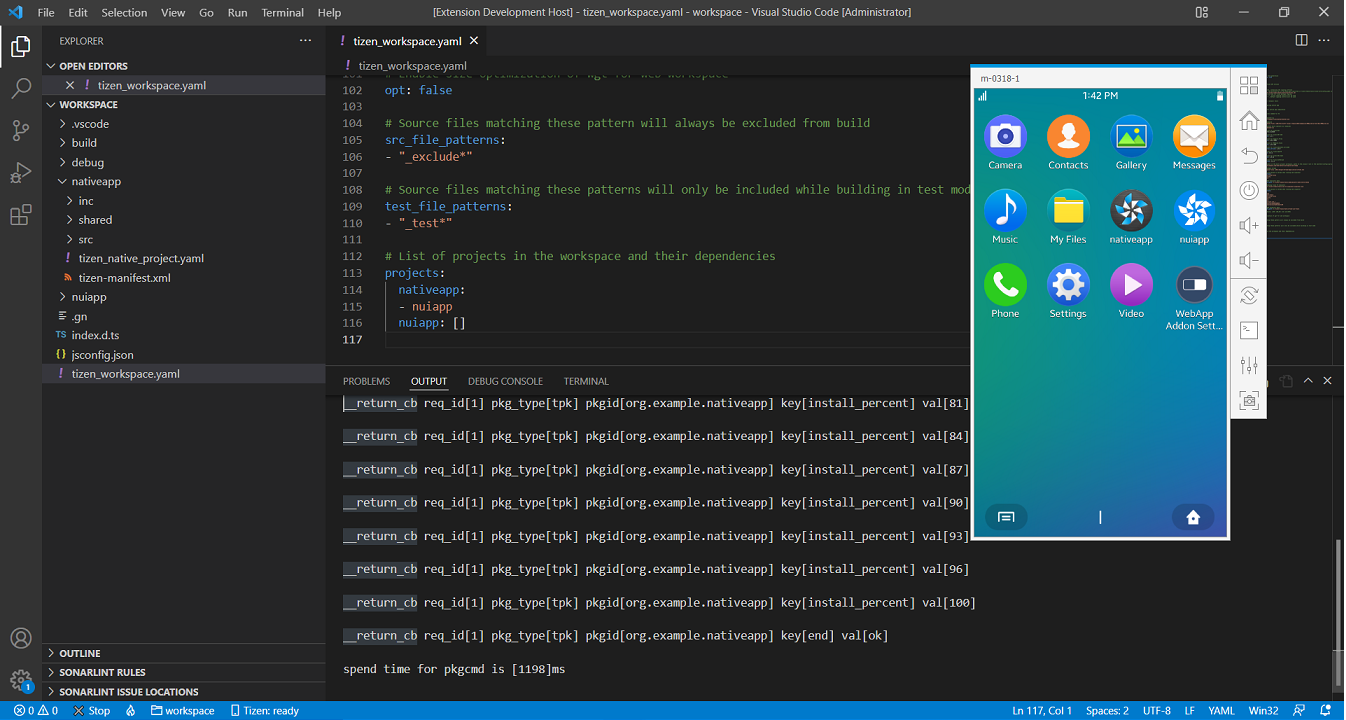 File Edit Selection View Go Run Terminal Help [Extension Development Host] - tizen_workspace.yaml - workspace - Visual Studio Code [Administrator]
EXPLORER
OPEN EDITORS
! tizen_workspace.yaml
WORKSPACE
.vscode
build
debug
nativeapp
inc
shared
src
! tizen_native_project.yaml
tizen-manifest.xml
nuiapp
.gn
TS index.d.ts
{} jsconfig.json
! tizen_workspace.yaml
OUTLINE
SONARLINT RULES
SONARLINT ISSUE LOCATIONS
! tizen_workspace.yaml
! tizen_workspace.yaml
101 # Enable size optimization of wgt for web workspace
102 opt: false
103
104 # Source files matching these pattern will always be excluded from build
105 src_file_patterns:
106 - "_exclude*"
107
108 # Source files matching these patterns will only be included while building in test mod
109 test_file_patterns:
110 - "_test*"
111
112 # List of projects in the workspace and their dependencies
113 projects:
114 nativeapp:
115 - nuiapp
116 nuiapp: []
117
PROBLEMS OUTPUT DEBUG CONSOLE TERMINAL
__return_cb req_id[1] pkg_type[tpk] pkgid[org.example.nativeapp] key[install_percent] val[81]
__return_cb req_id[1] pkg_type[tpk] pkgid[org.example.nativeapp] key[install_percent] val[84]
__return_cb req_id[1] pkg_type[tpk] pkgid[org.example.nativeapp] key[install_percent] val[87]
__return_cb req_id[1] pkg_type[tpk] pkgid[org.example.nativeapp] key[install_percent] val[90]
__return_cb req_id[1] pkg_type[tpk] pkgid[org.example.nativeapp] key[install_percent] val[93]
__return_cb req_id[1] pkg_type[tpk] pkgid[org.example.nativeapp] key[install_percent] val[96]
__return_cb req_id[1] pkg_type[tpk] pkgid[org.example.nativeapp] key[install_percent] val[100]
__return_cb req_id[1] pkg_type[tpk] pkgid[org.example.nativeapp] key[end] val[ok]
spend time for pkgcmd is [1198]ms
m-0318-1
1:42 PM
Camera Contacts Gallery Messages
Music My Files nativeapp nuiapp
Phone Settings Video WebApp
Addon Sett...
1
0 0 Stop workspace Tizen: ready Ln 117, Col 1 Spaces: 2 UTF-8 LF YAML Win32